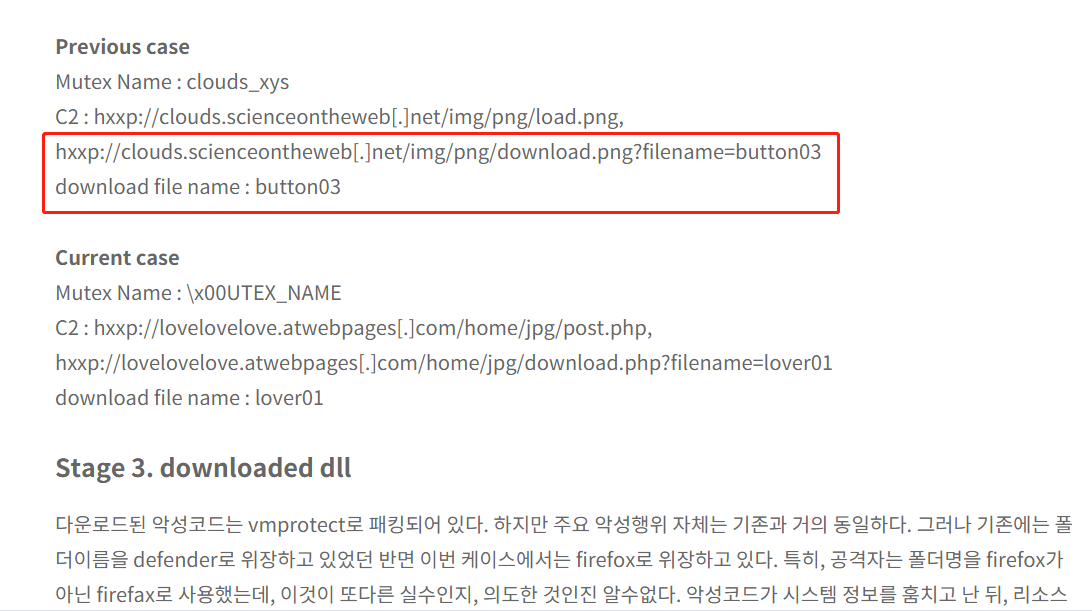 Previous case
Mutex Name : clouds_xys
C2 : hxxp://clouds.scienceontheweb[.]net/img/png/load.png,
hxxp://clouds.scienceontheweb[.]net/img/png/download.png?filename=button03
download file name : button03
Current case
Mutex Name : \x00UTEX_NAME
C2 : hxxp://lovelovelove.atwebpages[.]com/home/jpg/post.php,
hxxp://lovelovelove.atwebpages[.]com/home/jpg/download.php?filename=lover01
download file name : lover01
Stage 3. downloaded dll
다운로드된 악성코드는 vmprotect로 패킹되어 있다. 하지만 주요 악성행위 자체는 기존과 거의 동일하다. 그러나 기존에는 폴
더이름을 defender로 위장하고 있었던 반면 이번 케이스에서는 firefox로 위장하고 있다. 특히, 공격자는 폴더명을 firefox가
아닌 firefax로 사용했는데, 이것이 또다른 실수인지, 의도한 것인진 알수없다. 악성코드가 시스템 정보를 훔치고 난 뒤, 리소스